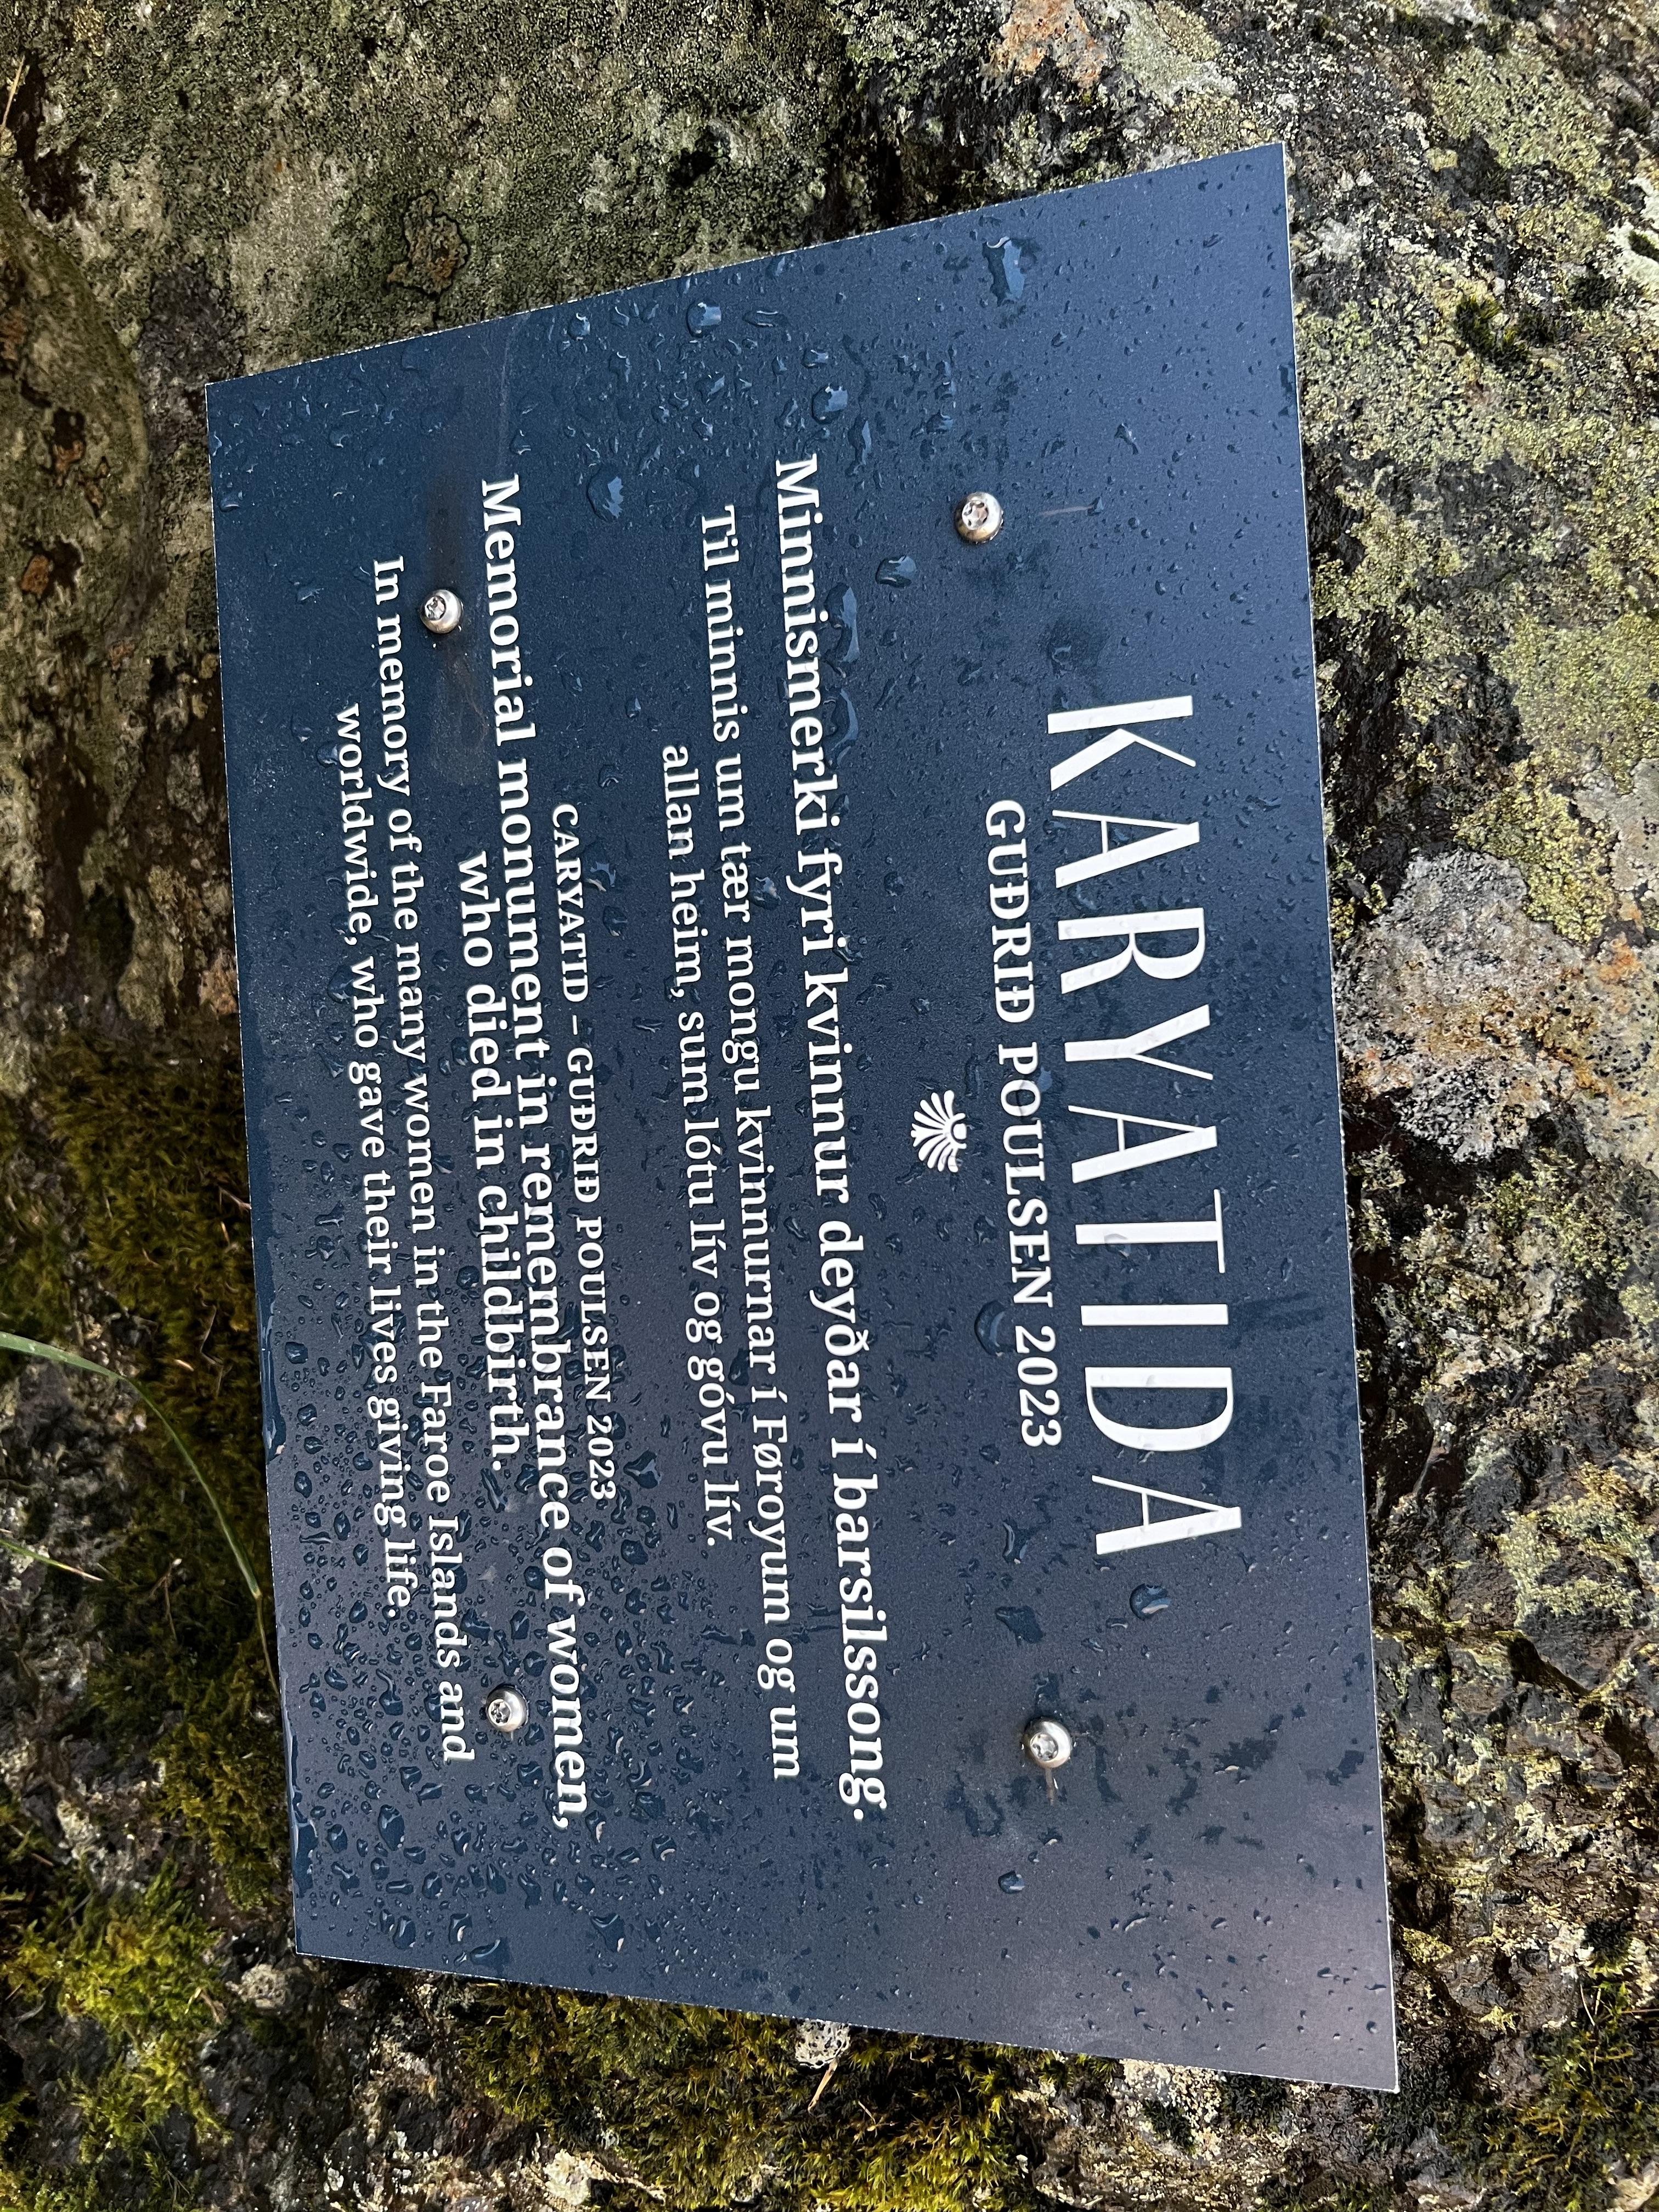 KARYATIDA
GUÐRIÐ POULSEN 2023
Minnismerki fyri kvinnur deyðar í barsilssong.
Til minnis um tær mongu kvinnurnar í Føroyum og um
allan heim, sum lótu lív og góvu lív.
CARYATID – GUÐRIÐ POULSEN 2023
Memorial monument in remembrance of women,
who died in childbirth.
In memory of the many women in the Faroe Islands and
worldwide, who gave their lives giving life.